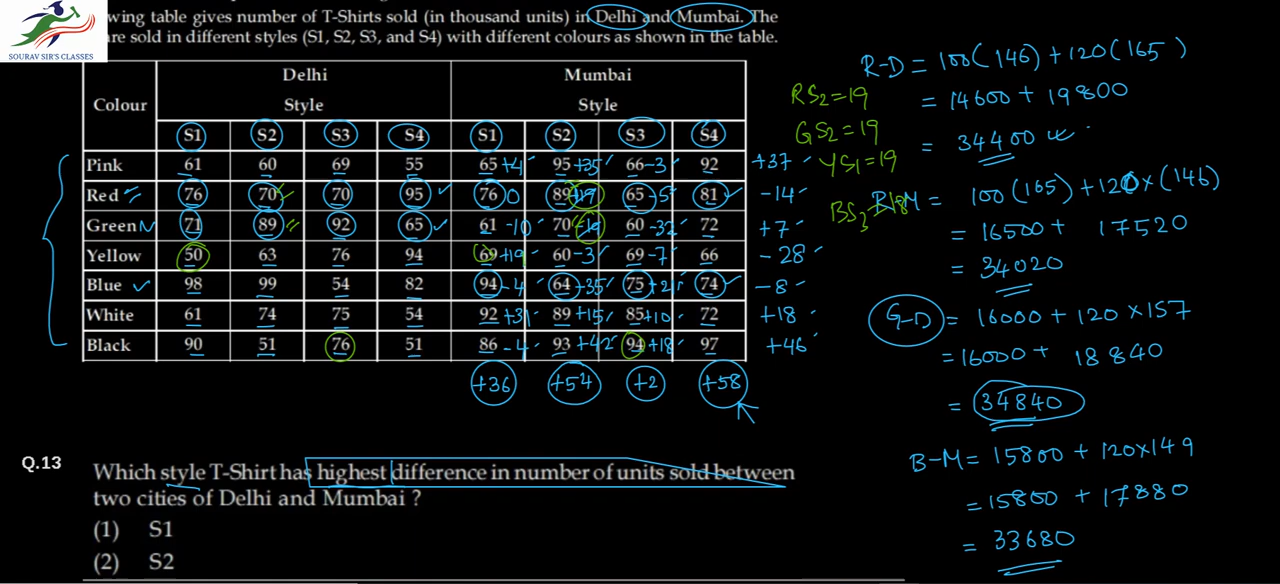 SOURAV SIR'S CLASSES
wing table gives number of T-Shirts sold (in thousand units) in Delhi and Mumbai. The
are sold in different styles (S1, S2, S3, and S4) with different colours as shown in the table.
Colour Delhi Mumbai
Style Style
S1 S2 S3 S4 S1 S2 S3 S4
Pink 61 60 69 55 65 +4 95 +35 66 -3 92 +37
Red 76 70 70 95 76 0 89 +19 65 -5 81 -14
Green 71 89 92 65 61 -10 70 -19 60 -32 72 +7
Yellow 50 63 76 94 69 +19 60 -3 69 -7 66 -28
Blue 98 99 54 82 94 -4 64 -35 75 +21 74 -8
White 61 74 75 54 92 +31 89 +15 85 +10 72 +18
Black 90 51 76 51 86 -4 93 +42 94 +18 97 +46
+36 +54 +2 +58
RS2 = 19
GS2 = 19
YS1 = 19
BS3 = 18
R-D = 100(146) + 120(165)
= 14600 + 19800
= 34400
M = 100(165) + 120×(146)
= 16500 + 17520
= 34020
G-D = 16000 + 120×157
= 16000 + 18840
= 34840
B-M = 15800 + 120×149
= 15800 + 17880
= 33680
Q.13
Which style T-Shirt has highest difference in number of units sold between
two cities of Delhi and Mumbai ?
(1) S1
(2) S2